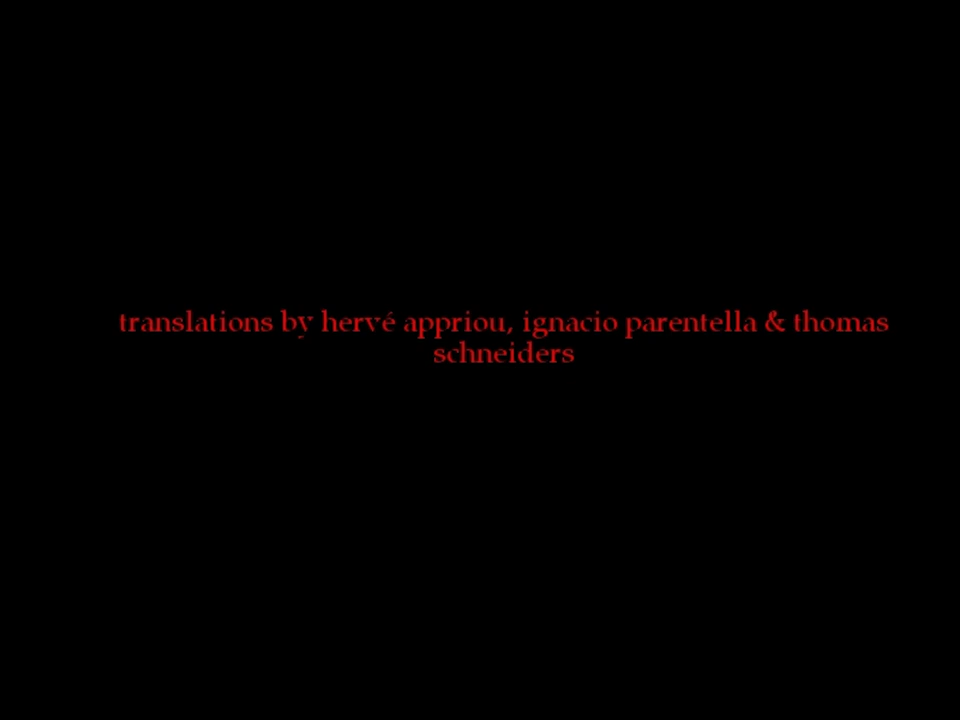 translations by hervé appriou, ignacio parentella & thomas
schneiders